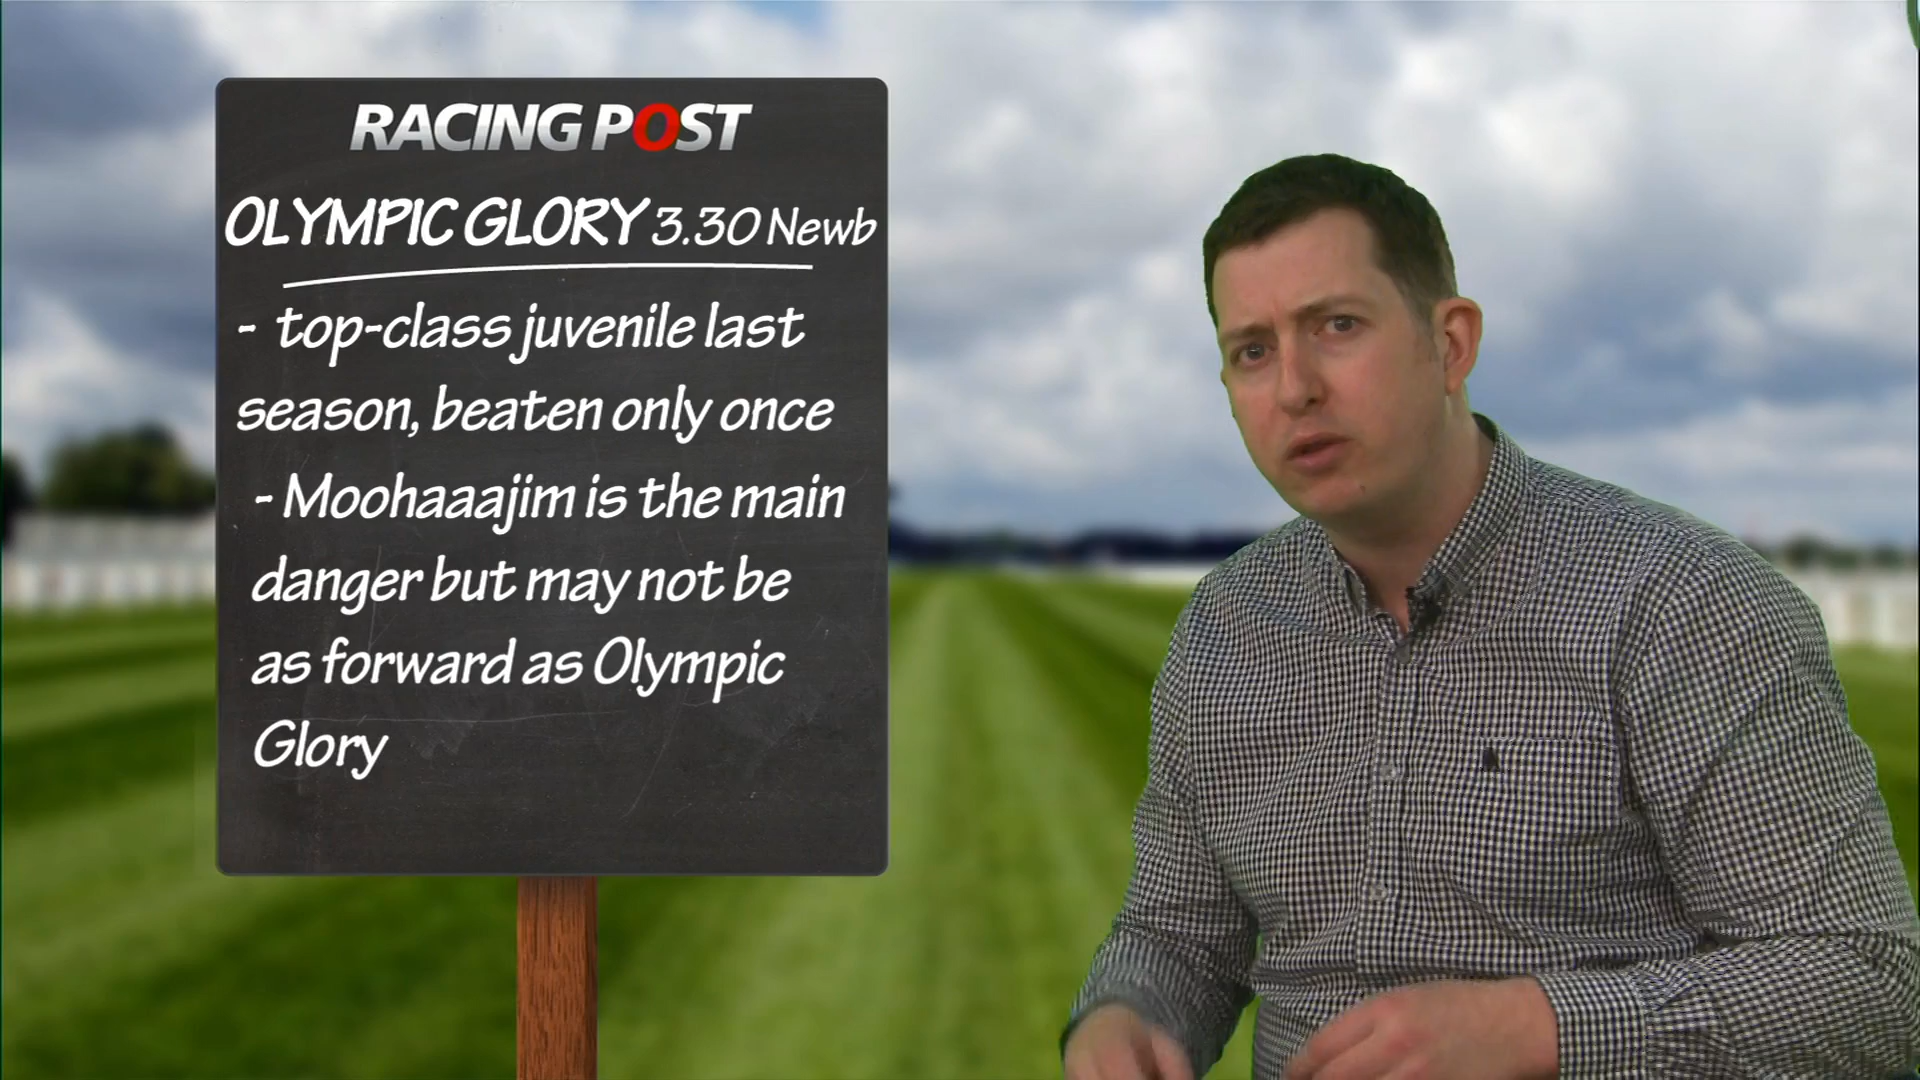 RACING POST
OLYMPIC GLORY 3.30 Newb
- top-class juvenile last
season, beaten only once
- Moohaaajim is the main
danger but may not be
as forward as Olympic
Glory